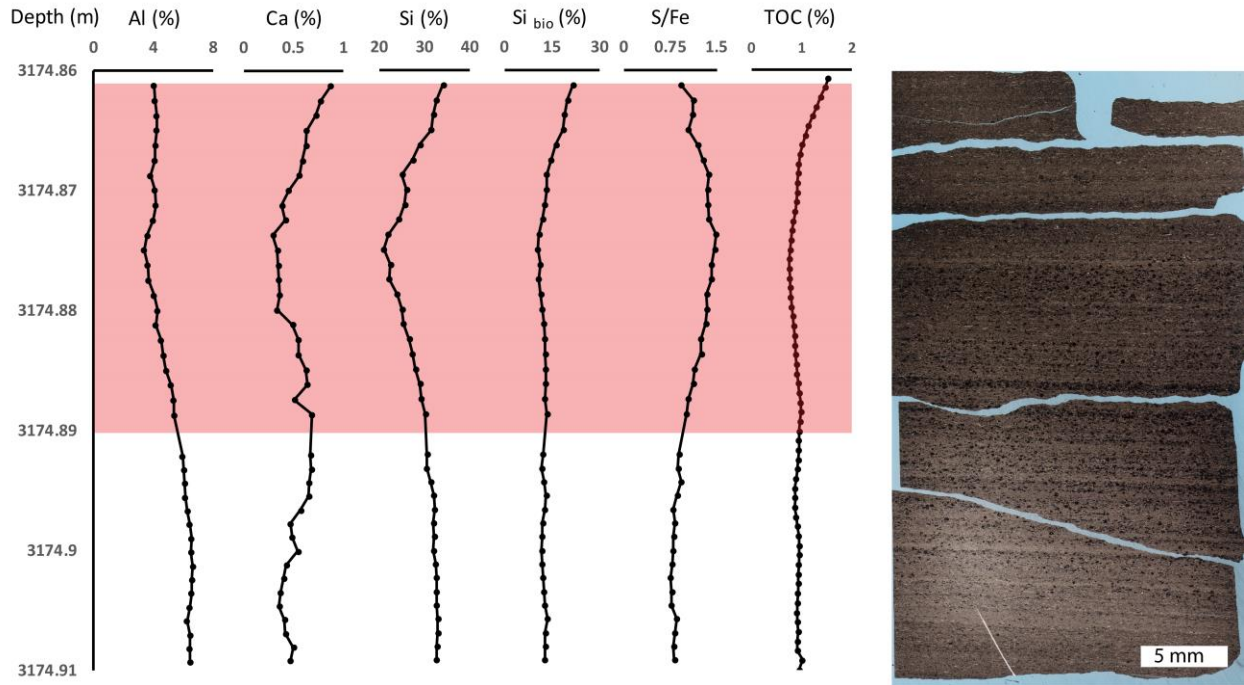 Depth (m) Al (%) Ca (%) Si (%) Si bio (%) S/Fe TOC (%)
0 4 8 0 0.5 1 20 30 40 0 15 30 0 0.75 1.5 0 1 2
3174.86
3174.87
3174.88
3174.89
3174.9
3174.91
5 mm